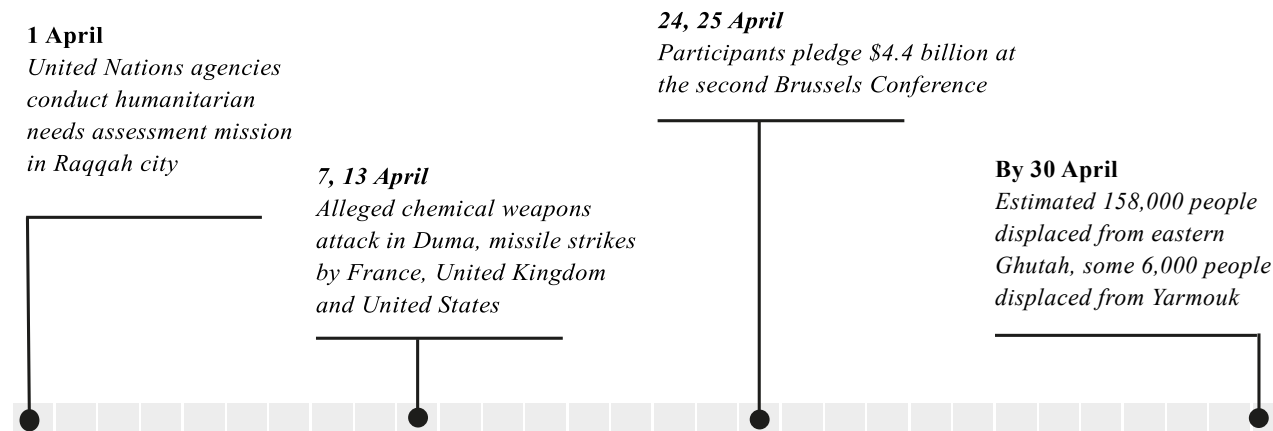 1 April
United Nations agencies
conduct humanitarian
needs assessment mission
in Raqqah city
7, 13 April
Alleged chemical weapons
attack in Duma, missile strikes
by France, United Kingdom
and United States
24, 25 April
Participants pledge $4.4 billion at
the second Brussels Conference
By 30 April
Estimated 158,000 people
displaced from eastern
Ghutah, some 6,000 people
displaced from Yarmouk